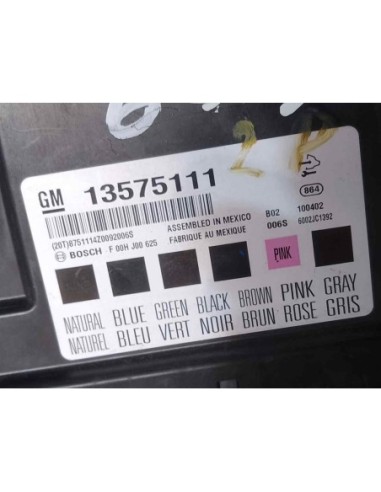 GM 13575111
(20T)6751114Z0092006S
BOSCH F 00H J00 625
ASSEMBLED IN MEXICO
FABRIQUE AU MEXIQUE
B02 100402
006S 6002JC1392
864
PINK
NATURAL BLUE GREEN BLACK BROWN PINK GRAY
NATUREL BLEU VERT NOIR BRUN ROSE GRIS